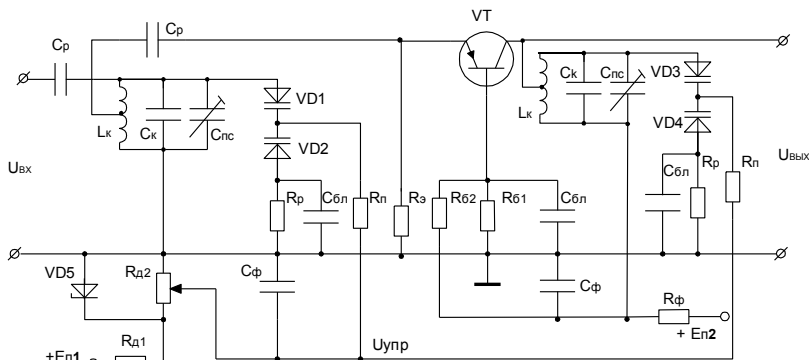 VT
Cр
Cр
Lк
Cк
Cпс
VD1
VD2
Lк
Cк
Cпс
VD3
VD4
Uвх
Uвых
Rр
Cбл
Rп
Rэ
Rб2
Rб1
Cбл
Cбл
Rр
Rп
VD5
Rд2
Cф
Cф
Rф
+ Eп2
Rд1
Uупр
+Eп1